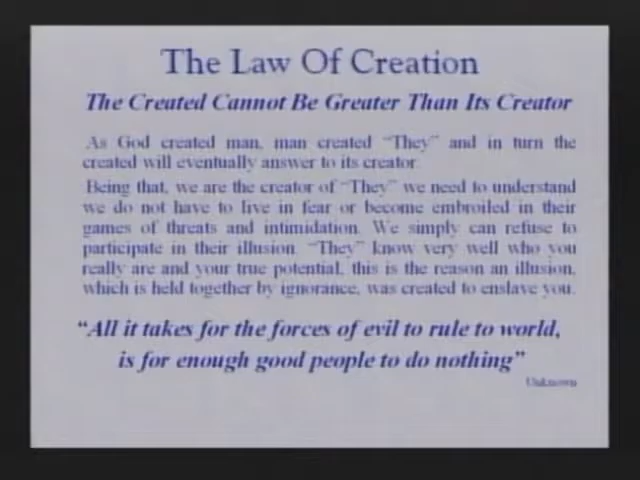 The Law Of Creation
The Created Cannot Be Greater Than Its Creator
As God created man, man created "They" and in turn the
created will eventually answer to its creator.
Being that, we are the creator of "They" we need to understand
we do not have to live in fear or become embroiled in their
games of threats and intimidation. We simply can refuse to
participate in their illusion. "They" know very well who you
really are and your true potential, this is the reason an illusion,
which is held together by ignorance, was created to enslave you.
"All it takes for the forces of evil to rule to world,
is for enough good people to do nothing"
Unknown